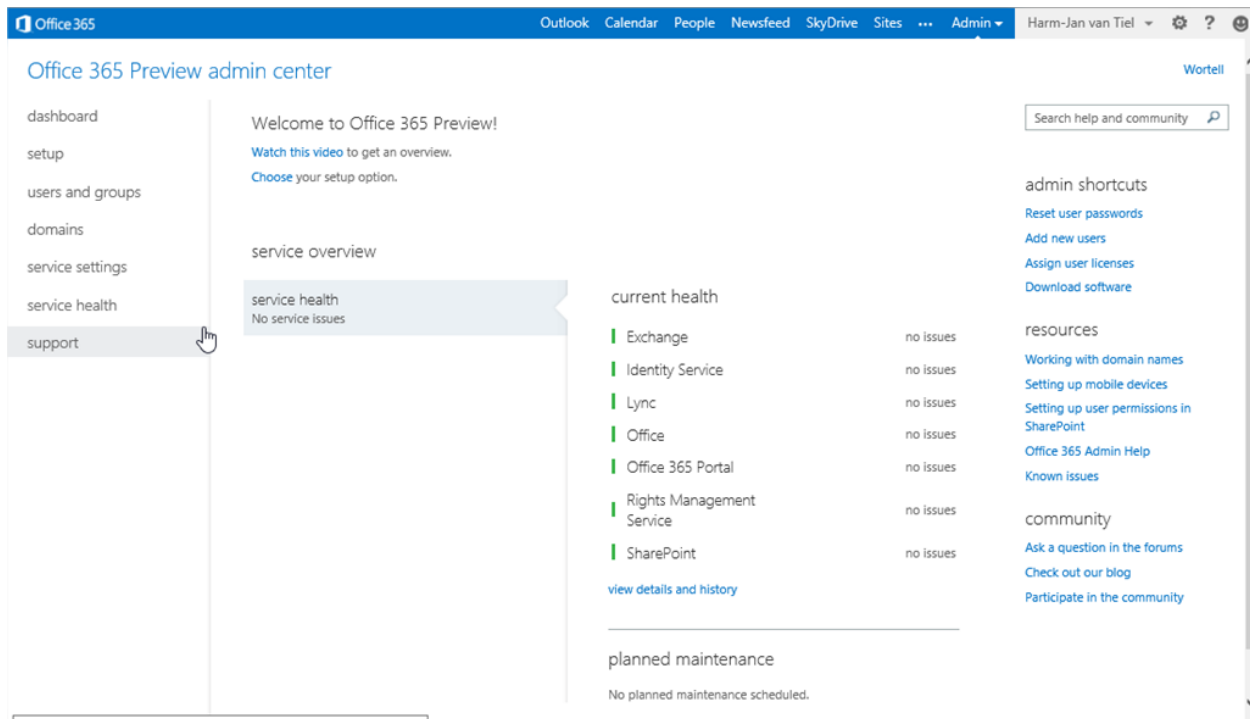 Office 365
Outlook Calendar People Newsfeed SkyDrive Sites ••• Admin Harm-Jan van Tiel ?
Office 365 Preview admin center
Wortell
dashboard
setup
users and groups
domains
service settings
service health
support
Welcome to Office 365 Preview!
Watch this video to get an overview.
Choose your setup option.
service overview
service health
No service issues
current health
Exchange no issues
Identity Service no issues
Lync no issues
Office no issues
Office 365 Portal no issues
Rights Management
Service no issues
SharePoint no issues
view details and history
planned maintenance
No planned maintenance scheduled.
Search help and community
admin shortcuts
Reset user passwords
Add new users
Assign user licenses
Download software
resources
Working with domain names
Setting up mobile devices
Setting up user permissions in
SharePoint
Office 365 Admin Help
Known issues
community
Ask a question in the forums
Check out our blog
Participate in the community